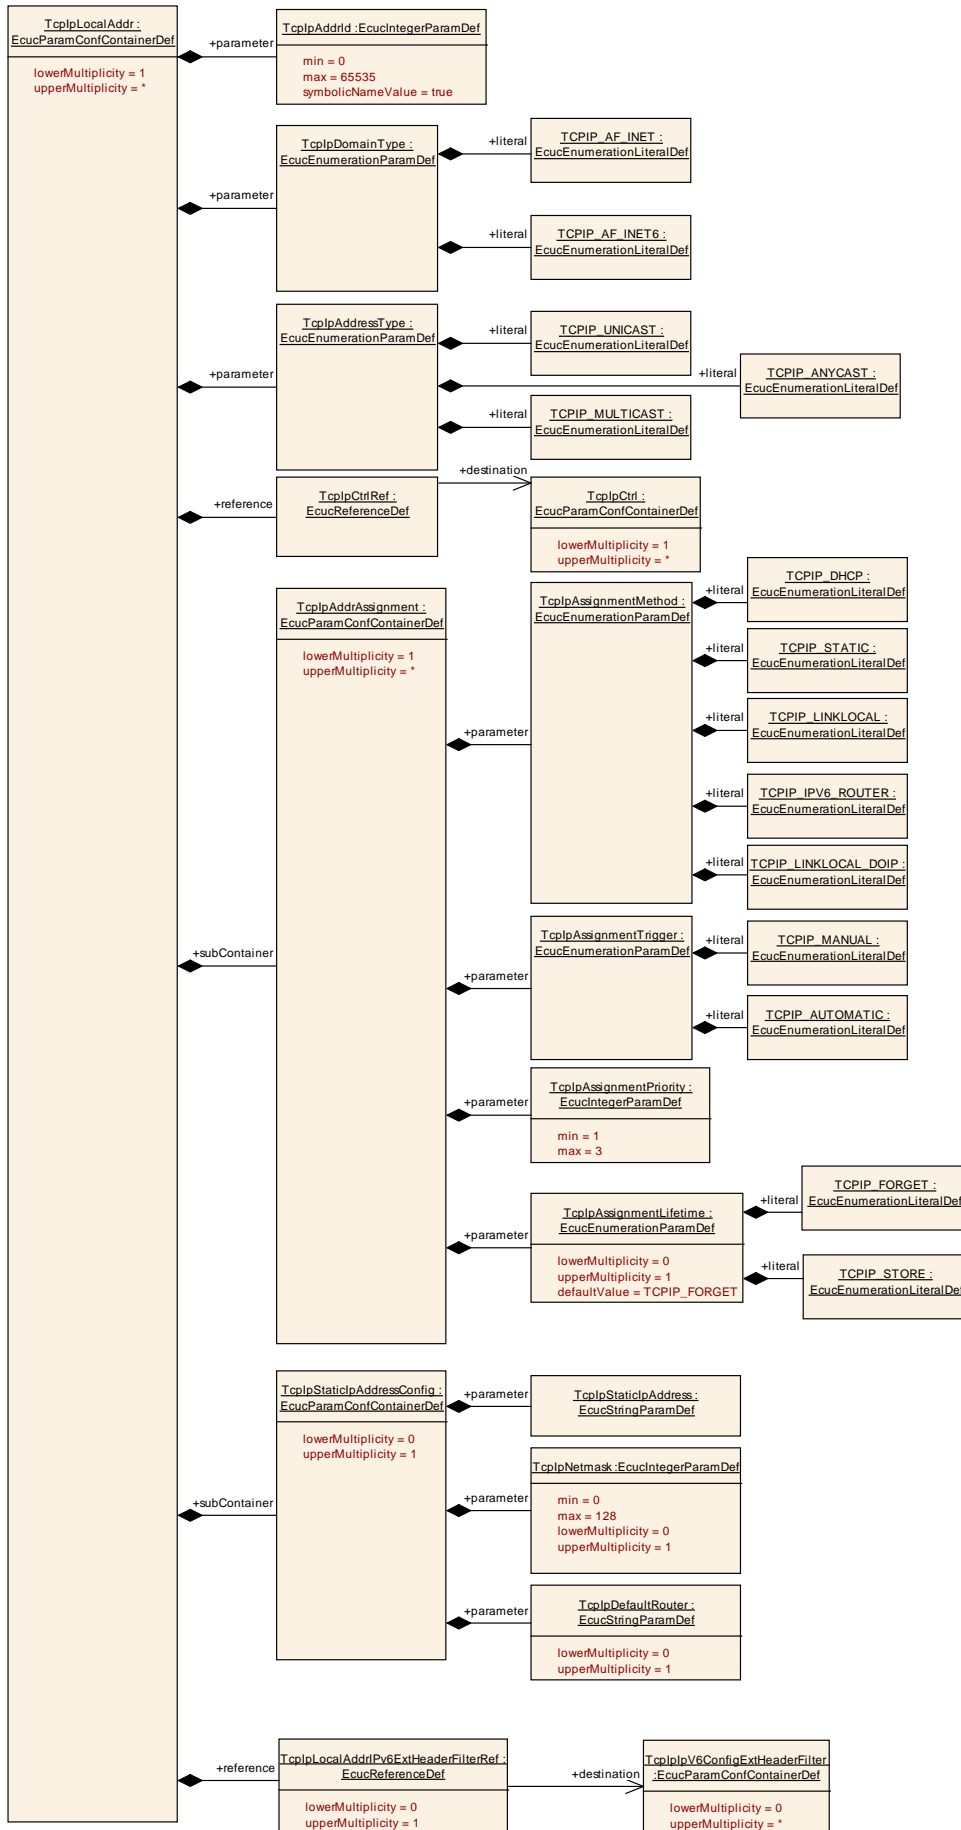 TcpIpLocalAddr :
EcucParamConfContainerDef
lowerMultiplicity = 1
upperMultiplicity = *
+parameter
TcpIpAddrId :EcucIntegerParamDef
min = 0
max = 65535
symbolicNameValue = true
+parameter
TcpIpDomainType :
EcucEnumerationParamDef
+literal
TCPIP_AF_INET :
EcucEnumerationLiteralDef
+literal
TCPIP_AF_INET6 :
EcucEnumerationLiteralDef
+parameter
TcpIpAddressType :
EcucEnumerationParamDef
+literal
TCPIP_UNICAST :
EcucEnumerationLiteralDef
+literal
TCPIP_ANYCAST :
EcucEnumerationLiteralDef
+literal
TCPIP_MULTICAST :
EcucEnumerationLiteralDef
+reference
TcpIpCtrlRef :
EcucReferenceDef
+destination
TcpIpCtrl :
EcucParamConfContainerDef
lowerMultiplicity = 1
upperMultiplicity = *
+subContainer
TcpIpAddrAssignment :
EcucParamConfContainerDef
lowerMultiplicity = 1
upperMultiplicity = *
+parameter
TcpIpAssignmentMethod :
EcucEnumerationParamDef
+literal
TCPIP_DHCP :
EcucEnumerationLiteralDef
+literal
TCPIP_STATIC :
EcucEnumerationLiteralDef
+literal
TCPIP_LINKLOCAL :
EcucEnumerationLiteralDef
+literal
TCPIP_IPV6_ROUTER :
EcucEnumerationLiteralDef
+literal
TCPIP_LINKLOCAL_DOIP :
EcucEnumerationLiteralDef
+parameter
TcpIpAssignmentTrigger :
EcucEnumerationParamDef
+literal
TCPIP_MANUAL :
EcucEnumerationLiteralDef
+literal
TCPIP_AUTOMATIC :
EcucEnumerationLiteralDef
+parameter
TcpIpAssignmentPriority :
EcucIntegerParamDef
min = 1
max = 3
+parameter
TcpIpAssignmentLifetime :
EcucEnumerationParamDef
lowerMultiplicity = 0
upperMultiplicity = 1
defaultValue = TCPIP_FORGET
+literal
TCPIP_FORGET :
EcucEnumerationLiteralDef
+literal
TCPIP_STORE :
EcucEnumerationLiteralDef
+subContainer
TcpIpStaticIpAddressConfig :
EcucParamConfContainerDef
lowerMultiplicity = 0
upperMultiplicity = 1
+parameter
TcpIpStaticIpAddress :
EcucStringParamDef
+parameter
TcpIpNetmask :EcucIntegerParamDef
min = 0
max = 128
lowerMultiplicity = 0
upperMultiplicity = 1
+parameter
TcpIpDefaultRouter :
EcucStringParamDef
lowerMultiplicity = 0
upperMultiplicity = 1
+reference
TcpIpLocalAddrIPv6ExtHeaderFilterRef :
EcucReferenceDef
lowerMultiplicity = 0
upperMultiplicity = 1
+destination
TcpIpIpV6ConfigExtHeaderFilter
:EcucParamConfContainerDef
lowerMultiplicity = 0
upperMultiplicity = *